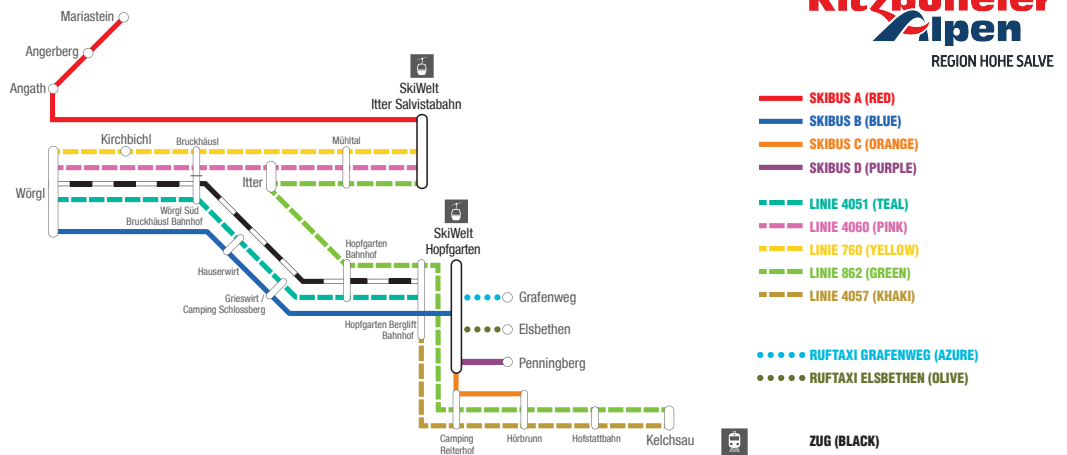 Kitzbüheler
Alpen
REGION HOHE SALVE
Mariastein
Angerberg
Angath
SkiWelt
Itter Salvistabahn
Kirchbichl
Bruckhäusl
Mühltal
Wörgl
Itter
Wörgl Süd
Bruckhäusl Bahnhof
SkiWelt
Hopfgarten
Hopfgarten
Bahnhof
Hauserwirt
Grieswirt /
Camping Schlossberg
Hopfgarten Berglift
Bahnhof
Grafenweg
Elsbethen
Penningberg
Camping
Reiterhof
Hörbrunn
Hofstattbahn
Kelchsau
SKIBUS A (RED)
SKIBUS B (BLUE)
SKIBUS C (ORANGE)
SKIBUS D (PURPLE)
LINIE 4051 (TEAL)
LINIE 4060 (PINK)
LINIE 760 (YELLOW)
LINIE 862 (GREEN)
LINIE 4057 (KHAKI)
RUFTAXI GRAFENWEG (AZURE)
RUFTAXI ELSBETHEN (OLIVE)
ZUG (BLACK)